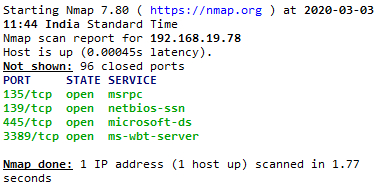 Starting Nmap 7.80 ( https://nmap.org ) at 2020-03-03
11:44 India Standard Time
Nmap scan report for 192.168.19.78
Host is up (0.00045s latency).
Not shown: 96 closed ports
PORT     STATE SERVICE
135/tcp  open  msrpc
139/tcp  open  netbios-ssn
445/tcp  open  microsoft-ds
3389/tcp open  ms-wbt-server
Nmap done: 1 IP address (1 host up) scanned in 1.77
seconds